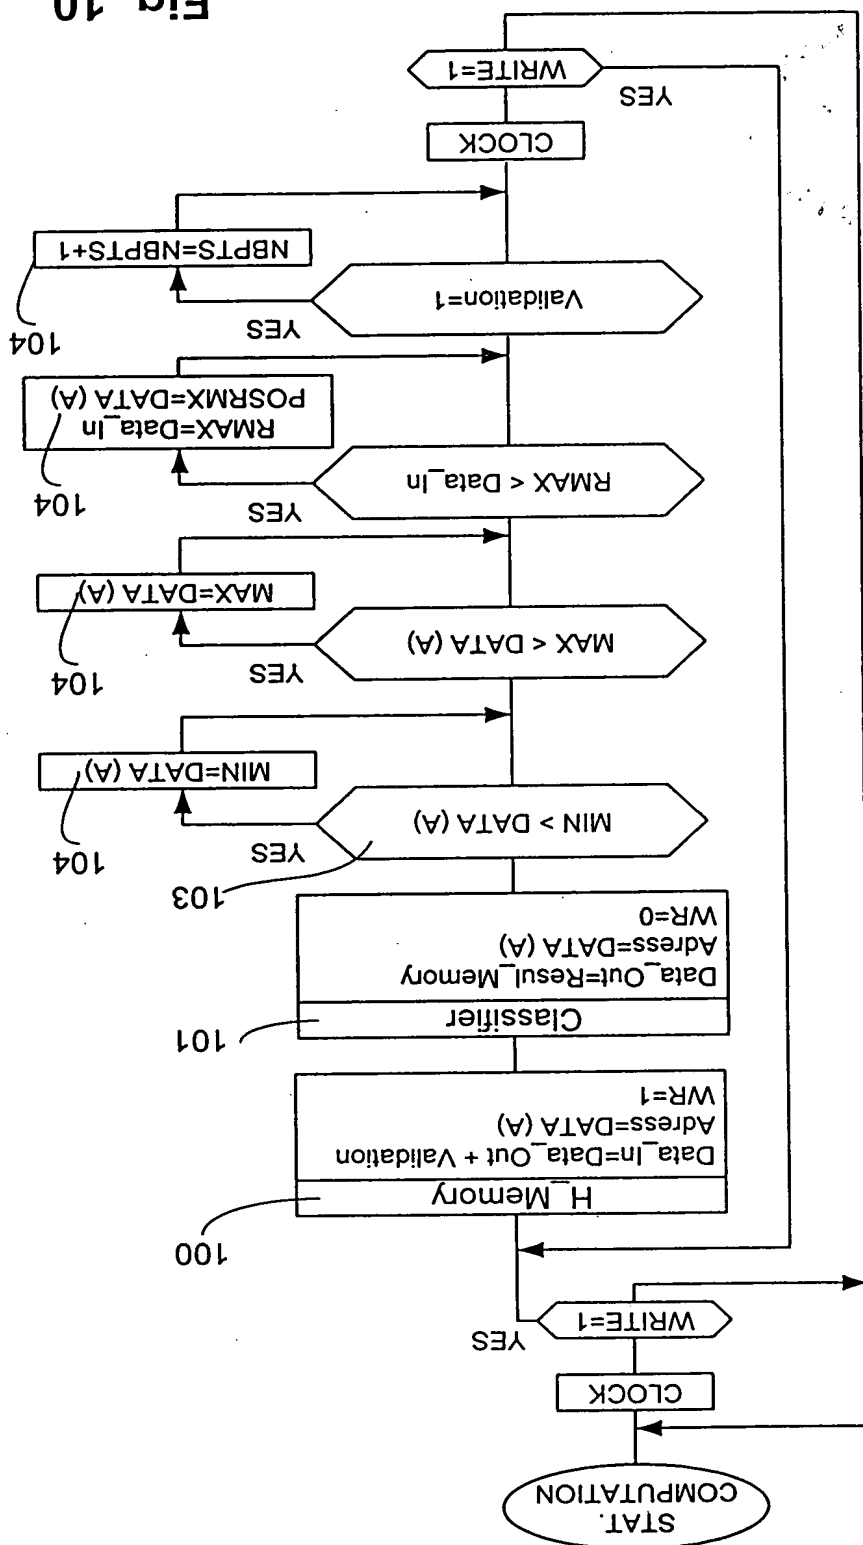 STAT.
COMPUTATION
CLOCK
WRITE=1
YES
100
H_Memory
Data_In=Data_Out + Validation
Adress=DATA (A)
WR=1
101
Classifier
Data_Out=Resul_Memory
Adress=DATA (A)
WR=0
103
MIN > DATA (A)
YES
104
MIN=DATA (A)
MAX < DATA (A)
YES
104
MAX=DATA (A)
RMAX < Data_In
YES
104
RMAX=Data_In
POSRMX=DATA (A)
Validation=1
YES
104
NBPTS=NBPTS+1
CLOCK
WRITE=1
YES
Fig. 10